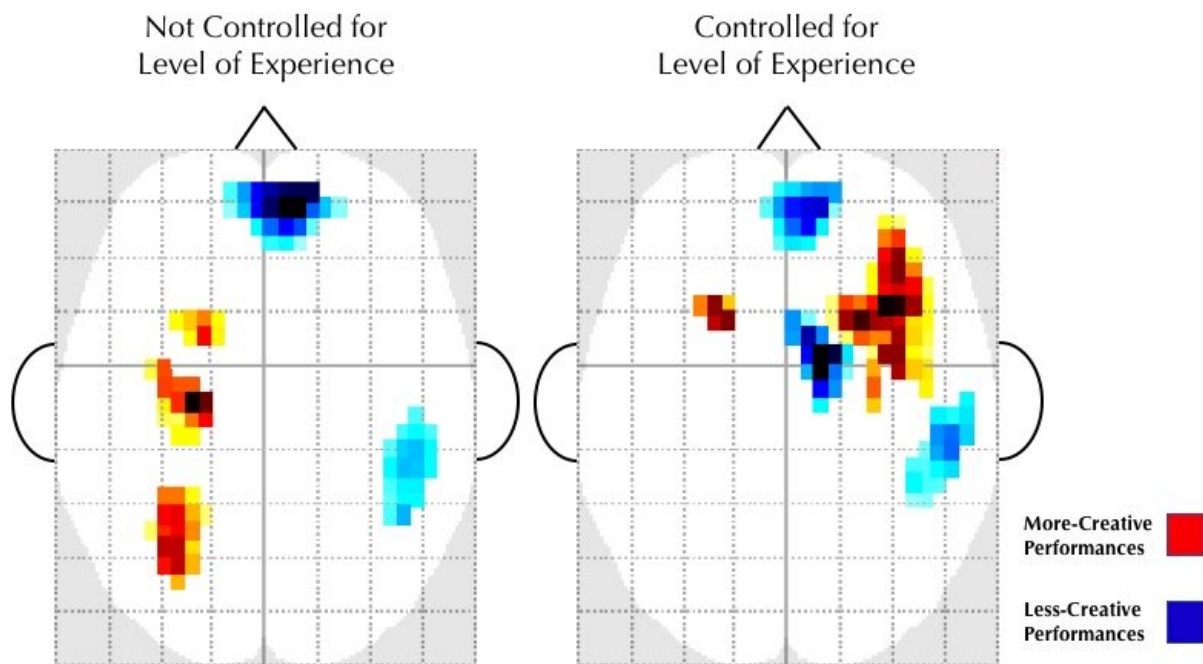 Not Controlled for
Level of Experience
Controlled for
Level of Experience
More-Creative
Performances
Less-Creative
Performances